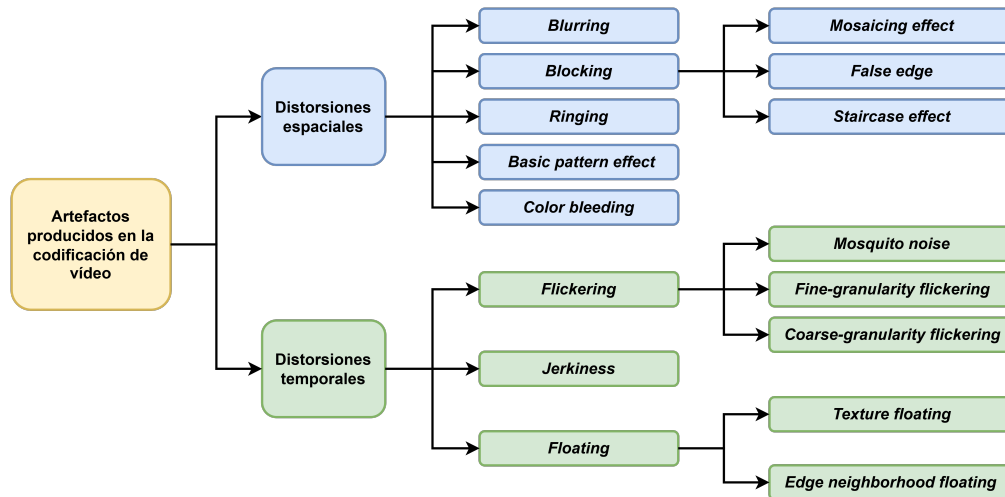 Artefactos
producidos en la
codificación de
vídeo
Distorsiones
espaciales
Blurring
Blocking
Ringing
Basic pattern effect
Color bleeding
Mosaicing effect
False edge
Staircase effect
Distorsiones
temporales
Flickering
Jerkiness
Floating
Mosquito noise
Fine-granularity flickering
Coarse-granularity flickering
Texture floating
Edge neighborhood floating